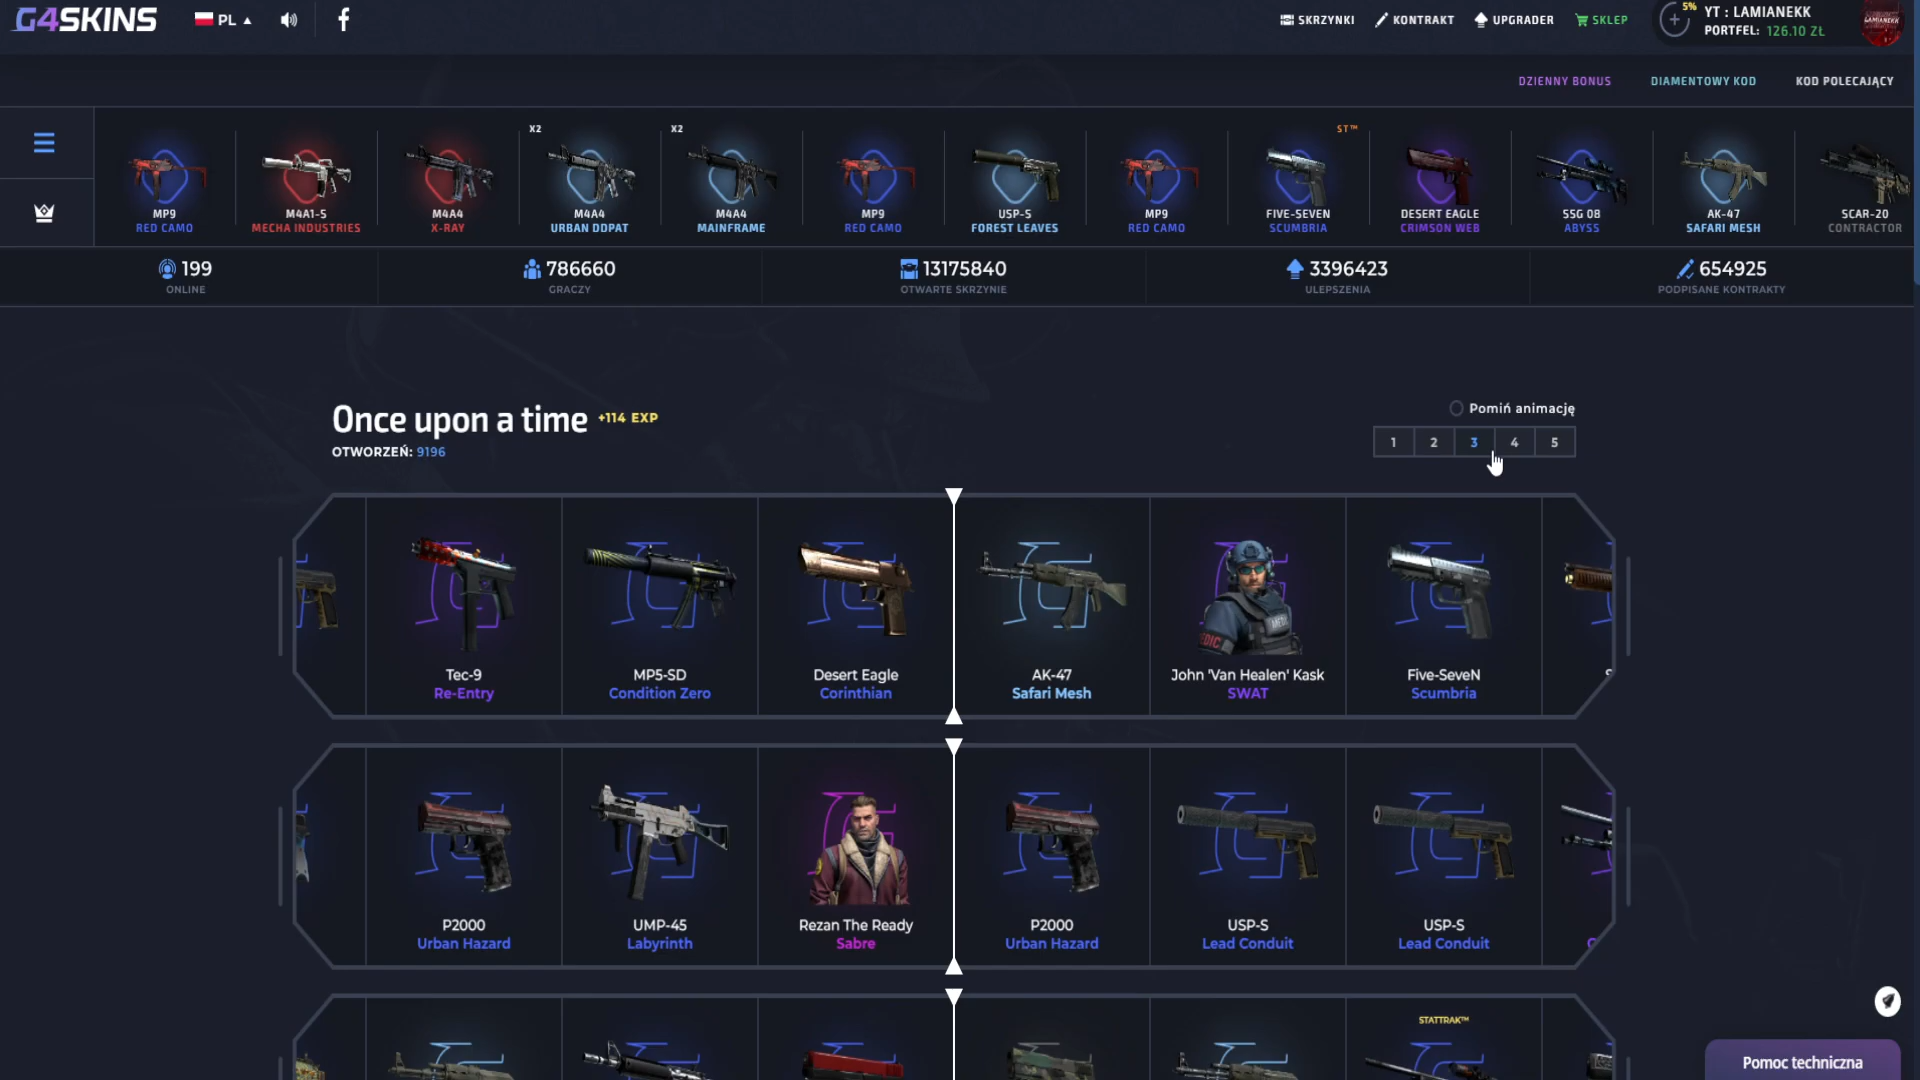 G4SKINS
PL
SKRZYNKI
KONTRAKT
UPGRADER
SKLEP
5%
YT : LAMIANEKK
PORTFEL: 126.10 ZŁ
LAMIANEKK
DZIENNY BONUS
DIAMENTOWY KOD
KOD POLECAJĄCY
MP9
RED CAMO
M4A1-S
MECHA INDUSTRIES
M4A4
X-RAY
X2
M4A4
URBAN DDPAT
X2
M4A4
MAINFRAME
MP9
RED CAMO
USP-S
FOREST LEAVES
MP9
RED CAMO
ST™
FIVE-SEVEN
SCUMBRIA
DESERT EAGLE
CRIMSON WEB
SSG 08
ABYSS
AK-47
SAFARI MESH
SCAR-20
CONTRACTOR
199
ONLINE
786660
GRACZY
13175840
OTWARTE SKRZYNIE
3396423
ULEPSZENIA
654925
PODPISANE KONTRAKTY
Once upon a time +114 EXP
OTWORZEŃ: 9196
Pomiń animację
1 2 3 4 5
Tec-9
Re-Entry
MP5-SD
Condition Zero
Desert Eagle
Corinthian
AK-47
Safari Mesh
John 'Van Healen' Kask
SWAT
Five-SeveN
Scumbria
P2000
Urban Hazard
UMP-45
Labyrinth
Rezan The Ready
Sabre
P2000
Urban Hazard
USP-S
Lead Conduit
USP-S
Lead Conduit
STATTRAK™
Pomoc techniczna